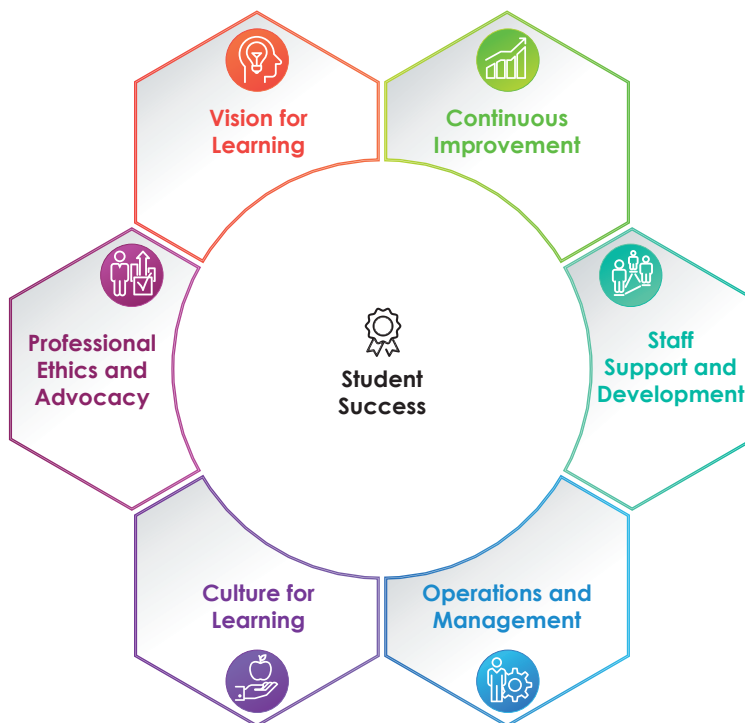 Vision for
Learning
Continuous
Improvement
Professional
Ethics and
Advocacy
Student
Success
Staff
Support and
Development
Culture for
Learning
Operations and
Management